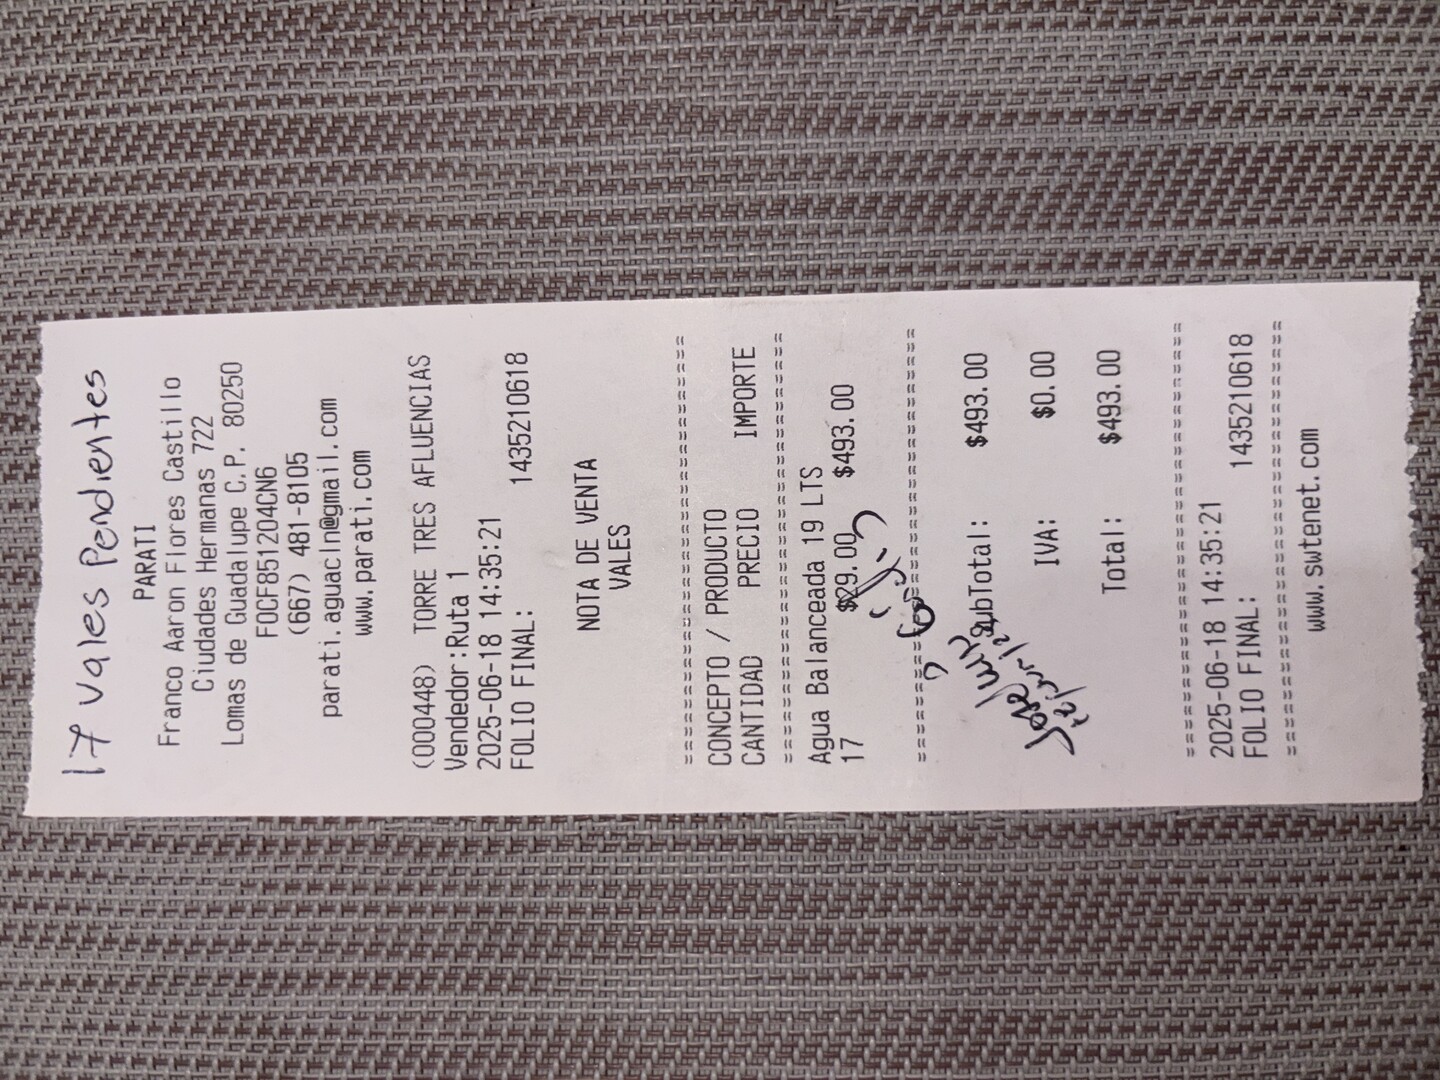 17 vales Pendientes
PARATI
Franco Aaron Flores Castillo
Ciudades Hermanas 722
Lomas de Guadalupe C.P. 80250
FOCF851204CN6
(667) 481-8105
parati.aguacln@gmail.com
www.parati.com
(000448) TORRE TRES AFLUENCIAS
Vendedor:Ruta 1
2025-06-18 14:35:21
FOLIO FINAL: 1435210618
NOTA DE VENTA
VALES
==============================
CONCEPTO / PRODUCTO
CANTIDAD PRECIO IMPORTE
==============================
Agua Balanceada 19 LTS
17 $29.00 $493.00
==============================
SubTotal: $493.00
Jose Luis
IVA: $0.00
Total: $493.00
==============================
2025-06-18 14:35:21
FOLIO FINAL: 1435210618
==============================
www.swtenet.com